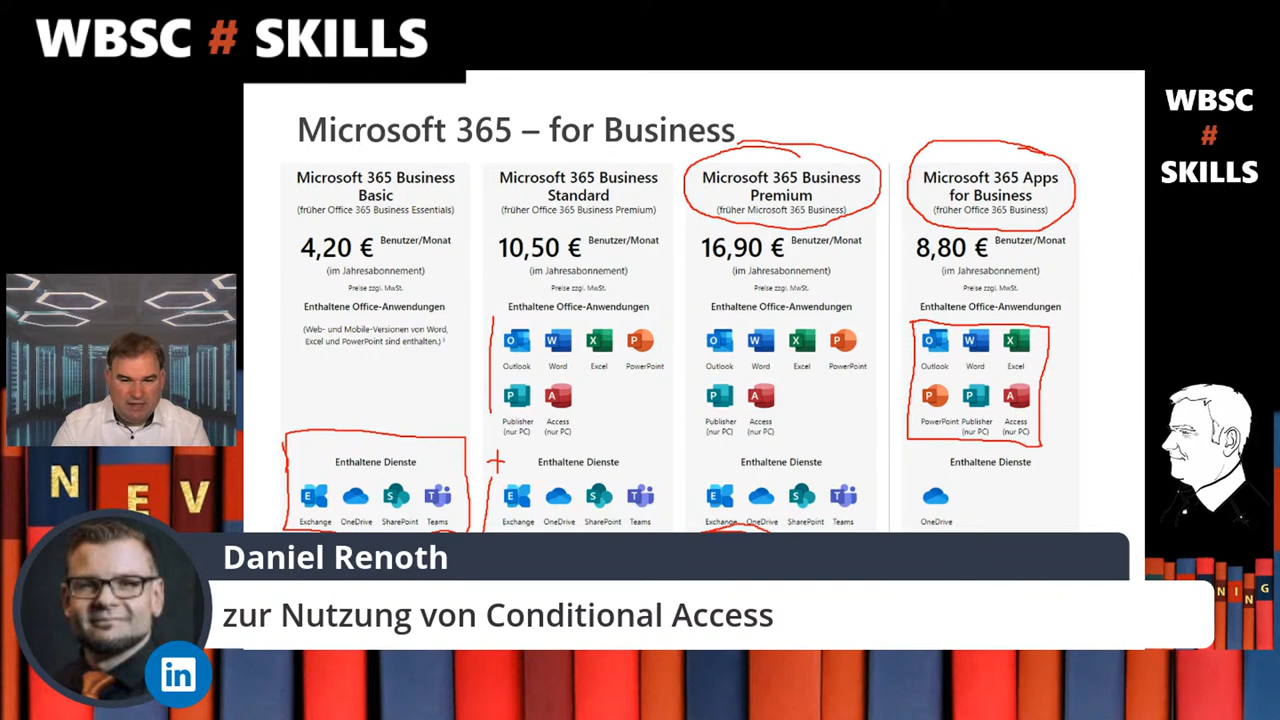 WBSC # SKILLS
WBSC
#
SKILLS
Microsoft 365 – for Business
Microsoft 365 Business
Basic
(früher Office 365 Business Essentials)
4,20 € Benutzer/Monat
(im Jahresabonnement)
Preise zzgl. MwSt.
Enthaltene Office-Anwendungen
(Web- und Mobile-Versionen von Word,
Excel und PowerPoint sind enthalten.) ¹
Enthaltene Dienste
Exchange OneDrive SharePoint Teams
Microsoft 365 Business
Standard
(früher Office 365 Business Premium)
10,50 € Benutzer/Monat
(im Jahresabonnement)
Preise zzgl. MwSt.
Enthaltene Office-Anwendungen
Outlook Word Excel PowerPoint
Publisher Access
(nur PC) (nur PC)
+
Enthaltene Dienste
Exchange OneDrive SharePoint Teams
Microsoft 365 Business
Premium
(früher Microsoft 365 Business)
16,90 € Benutzer/Monat
(im Jahresabonnement)
Preise zzgl. MwSt.
Enthaltene Office-Anwendungen
Outlook Word Excel PowerPoint
Publisher Access
(nur PC) (nur PC)
Enthaltene Dienste
Exchange OneDrive SharePoint Teams
Microsoft 365 Apps
for Business
(früher Office 365 Business)
8,80 € Benutzer/Monat
(im Jahresabonnement)
Preise zzgl. MwSt.
Enthaltene Office-Anwendungen
Outlook Word Excel
PowerPoint Publisher Access
(nur PC) (nur PC)
Enthaltene Dienste
OneDrive
N E V
N I N G
Daniel Renoth
zur Nutzung von Conditional Access
in